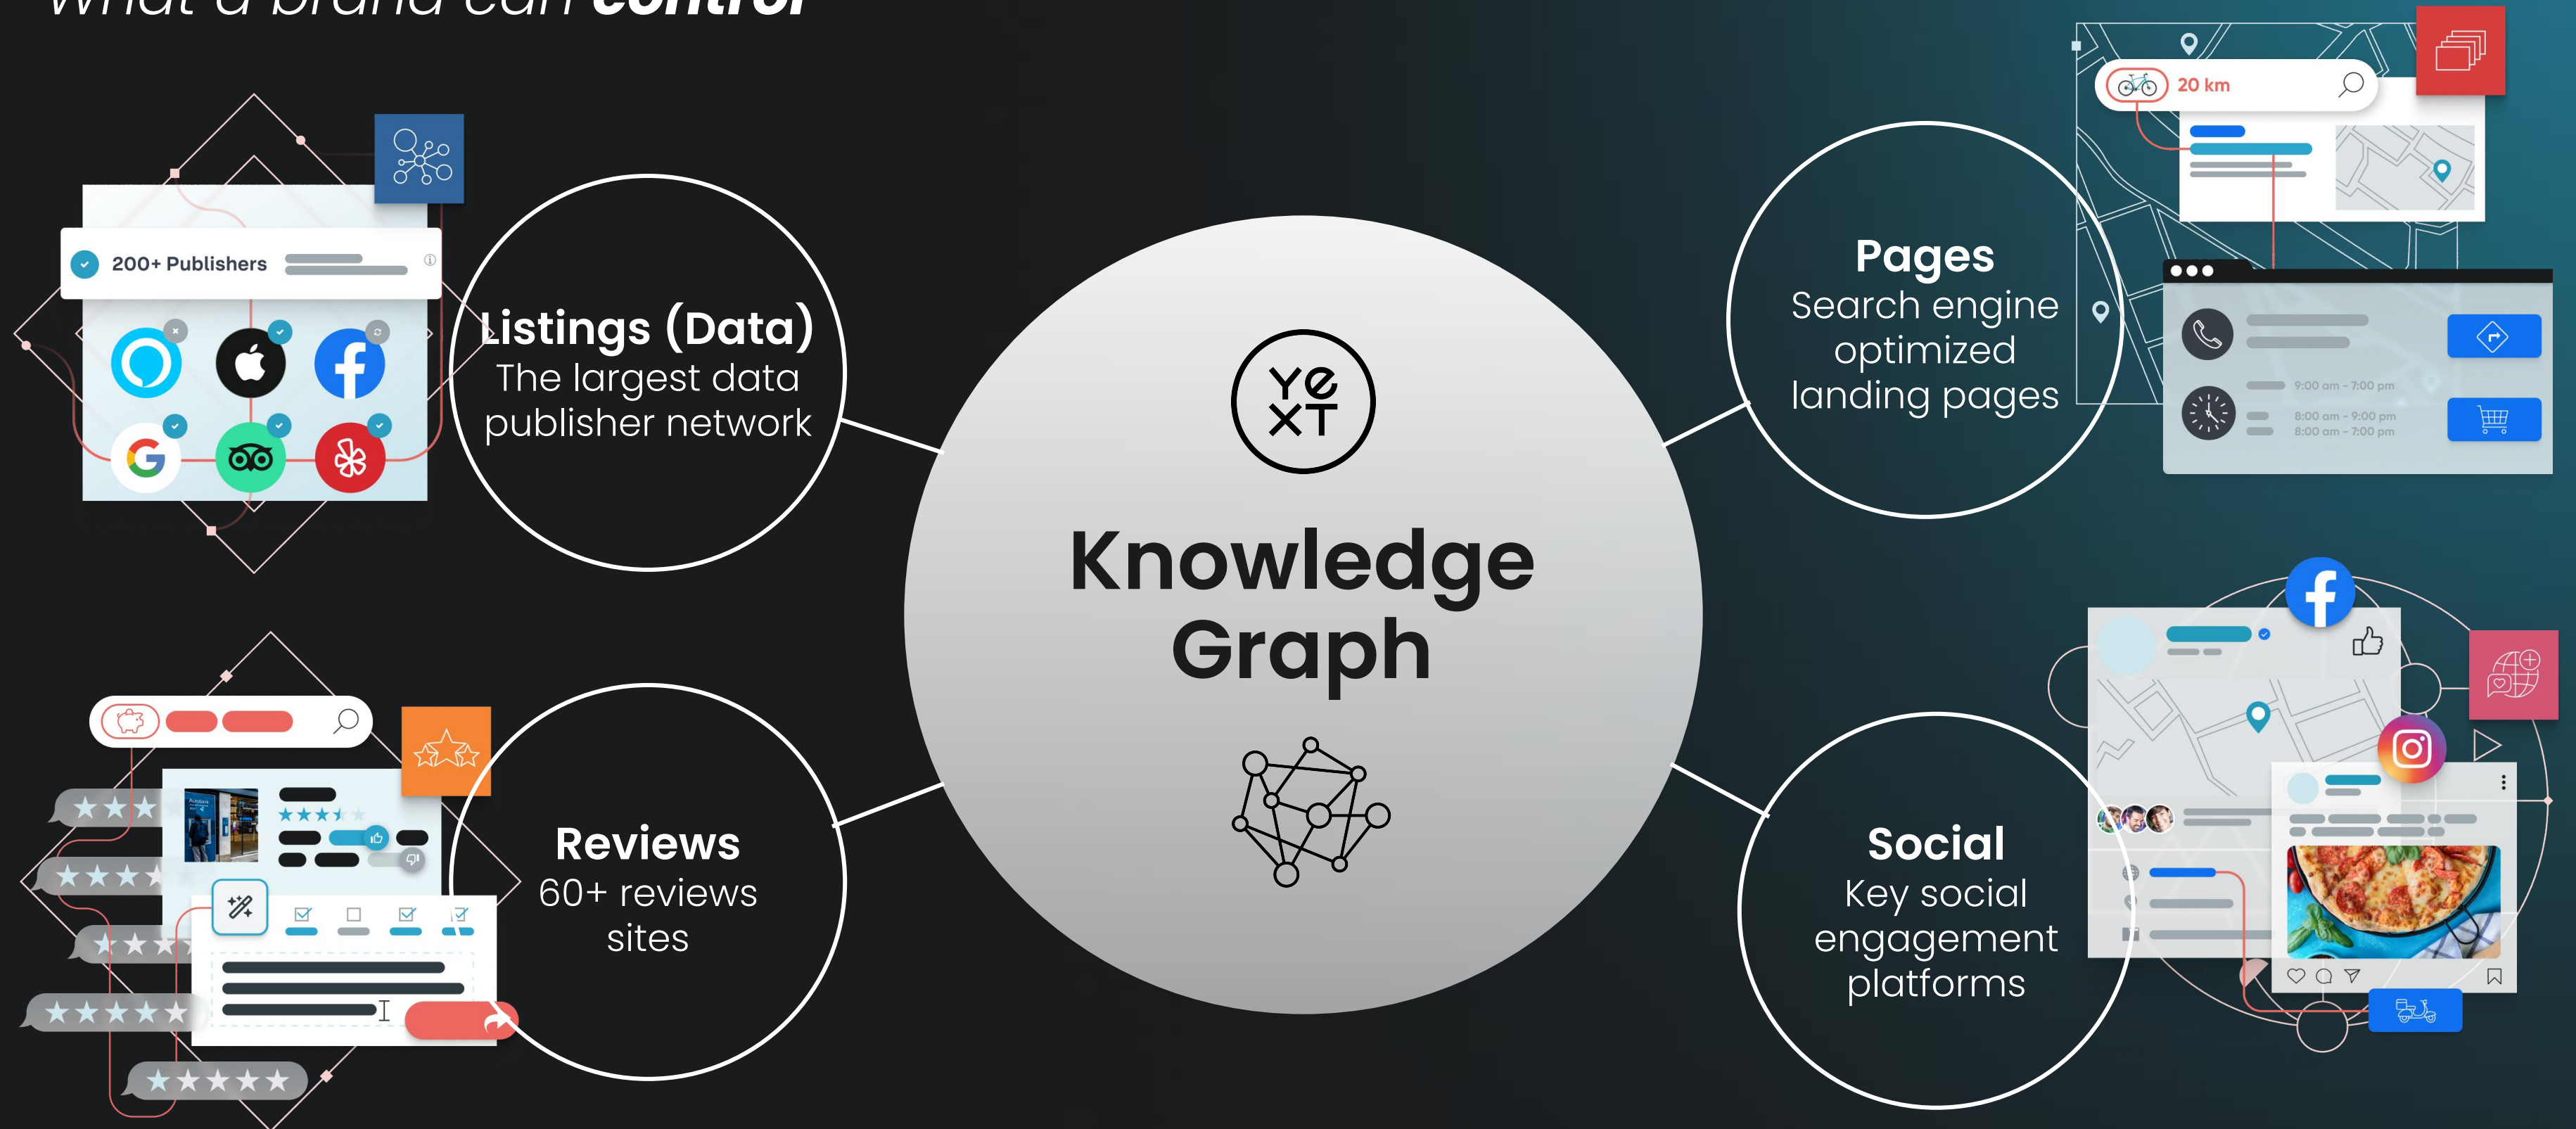 What a brand can control
200+ Publishers
Listings (Data)
The largest data
publisher network
Reviews
60+ reviews
sites
YEXT
Knowledge
Graph
20 km
Pages
Search engine
optimized
landing pages
9:00 am - 7:00 pm
8:00 am - 9:00 pm
8:00 am - 7:00 pm
Social
Key social
engagement
platforms